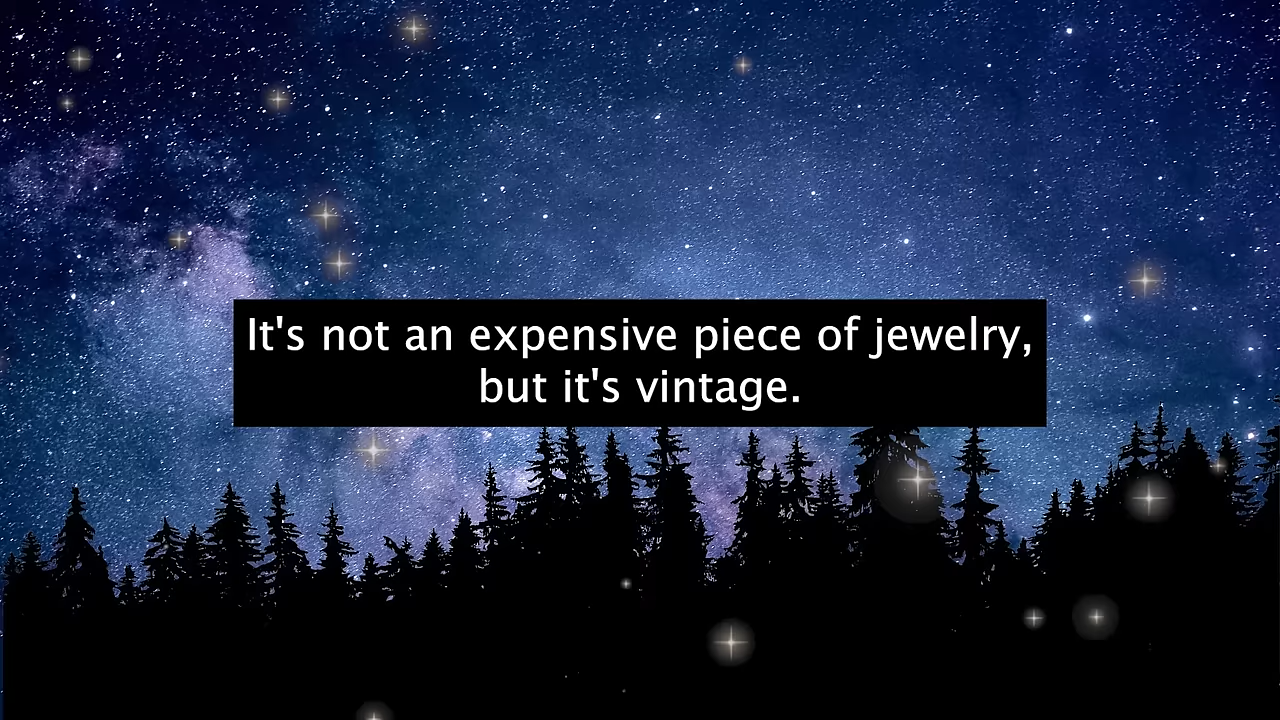 It's not an expensive piece of jewelry,
but it's vintage.